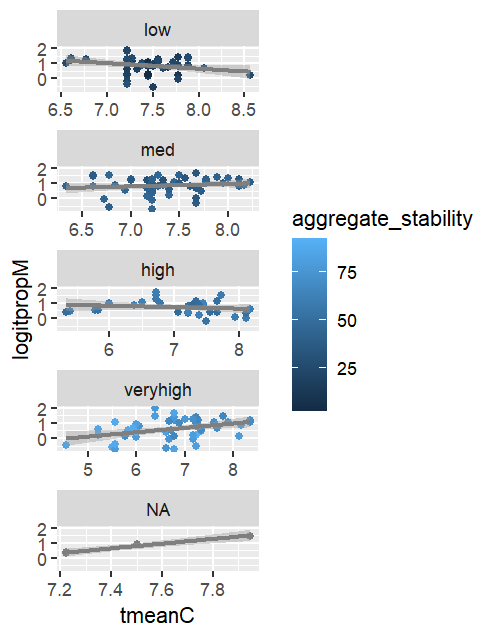 low
2
1
0
6.5 7.0 7.5 8.0 8.5
med
2
1
0
6.5 7.0 7.5 8.0
high
2
1
0
6 7 8
veryhigh
2
1
0
5 6 7 8
NA
2
1
0
7.2 7.4 7.6 7.8
tmeanC
logitpropM
aggregate_stability
75
50
25